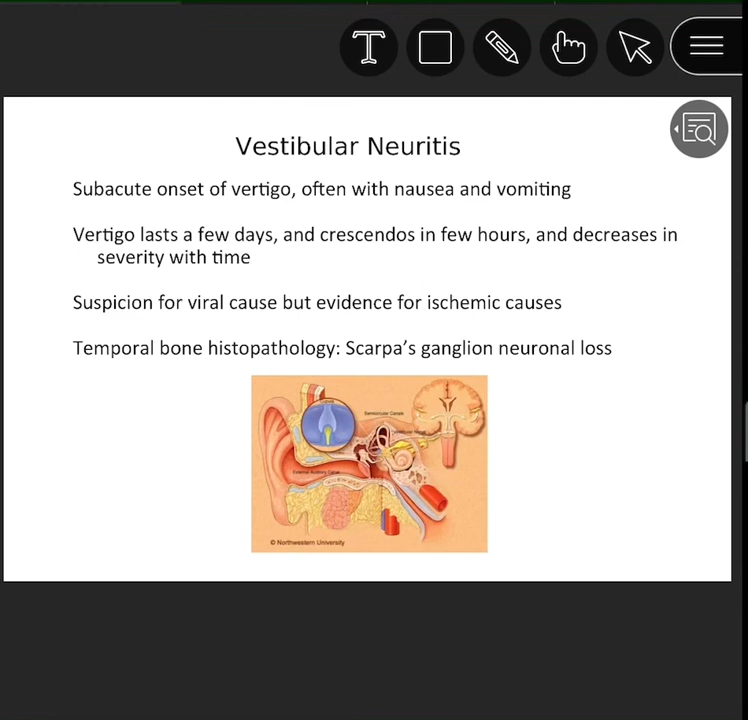 Vestibular Neuritis
Subacute onset of vertigo, often with nausea and vomiting
Vertigo lasts a few days, and crescendos in few hours, and decreases in
severity with time
Suspicion for viral cause but evidence for ischemic causes
Temporal bone histopathology: Scarpa's ganglion neuronal loss
Semicircular Canals
External Auditory Canal
© Northwestern University